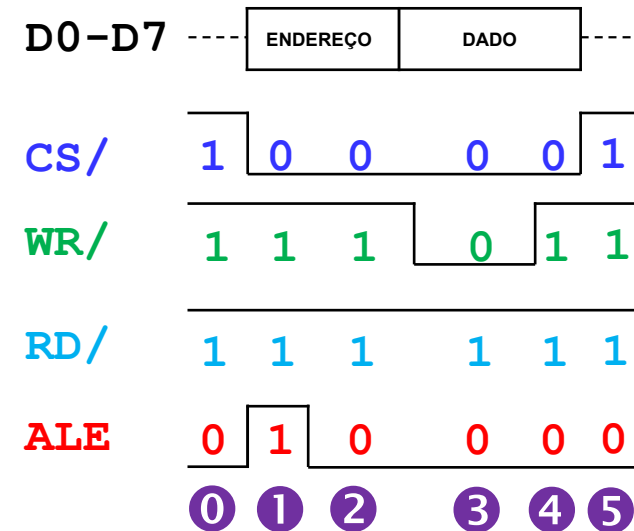 D0-D7 ENDEREÇO DADO
CS/ 1 0 0 0 0 1
WR/ 1 1 1 0 1 1
RD/ 1 1 1 1 1 1
ALE 0 1 0 0 0 0
0 1 2 3 4 5